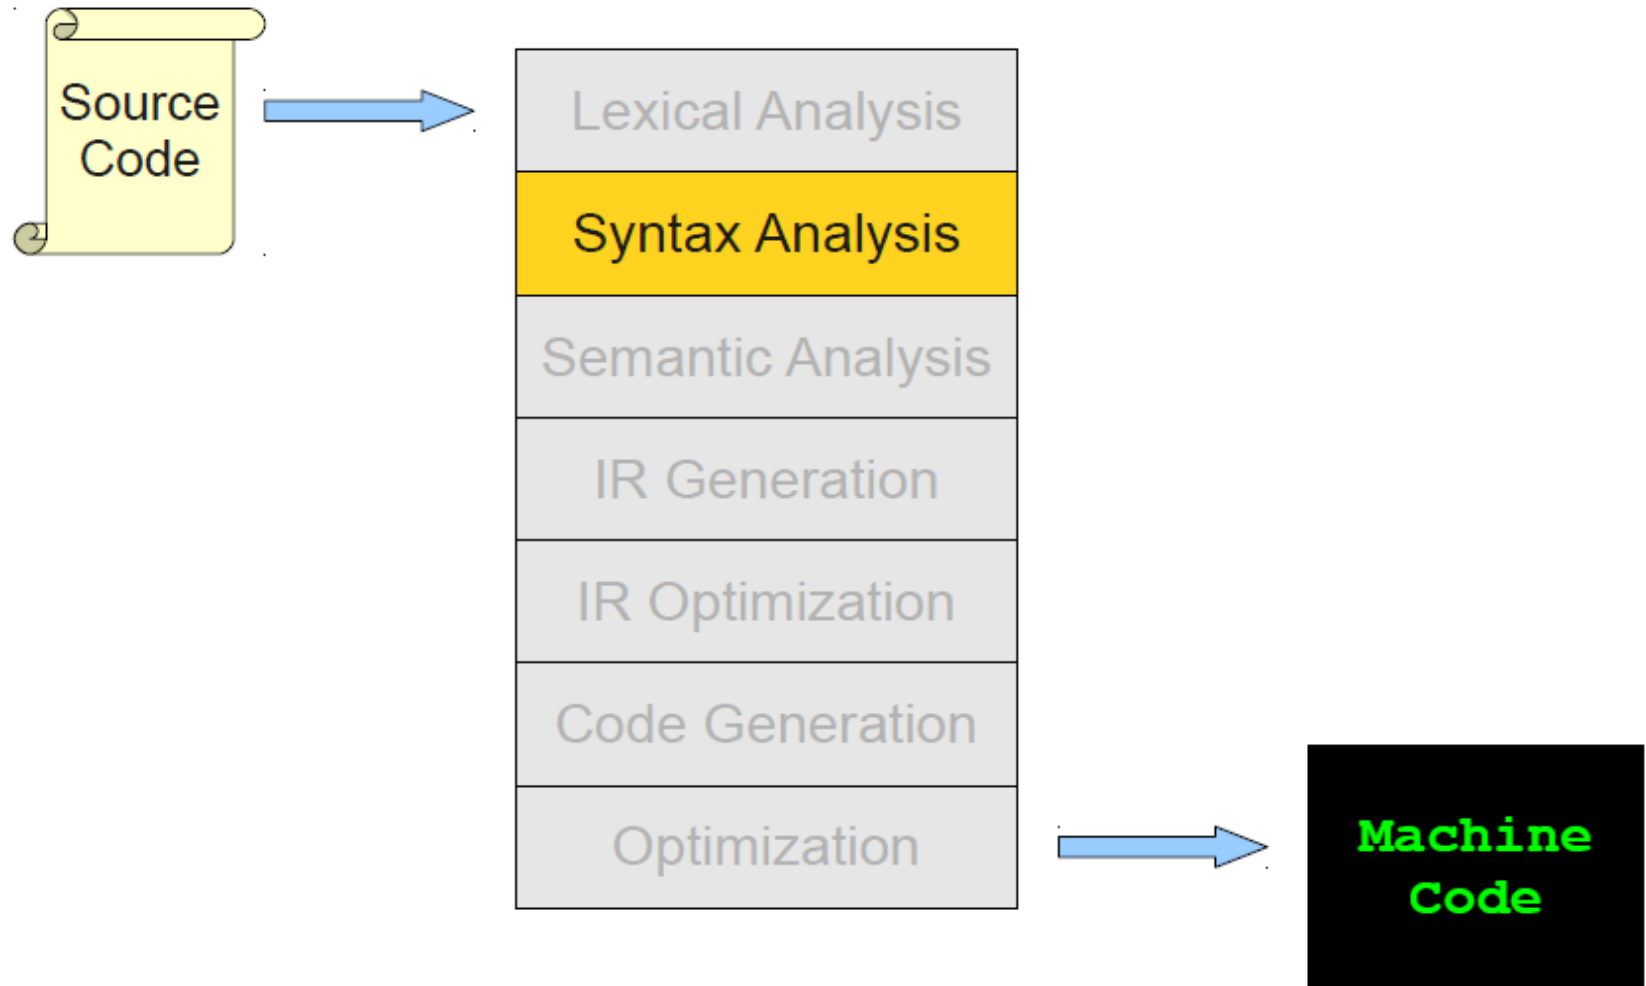 Source
Code
Lexical Analysis
Syntax Analysis
Semantic Analysis
IR Generation
IR Optimization
Code Generation
Optimization
Machine
Code